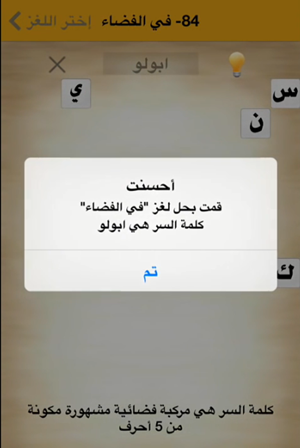 84- في الفضاء
إختر اللغز
ابولو
ي
س
ن
أحسنت
قمت بحل لغز "في الفضاء"
كلمة السر هي ابولو
تم
ك
كلمة السر هي مركبة فضائية مشهورة مكونة
من 5 أحرف